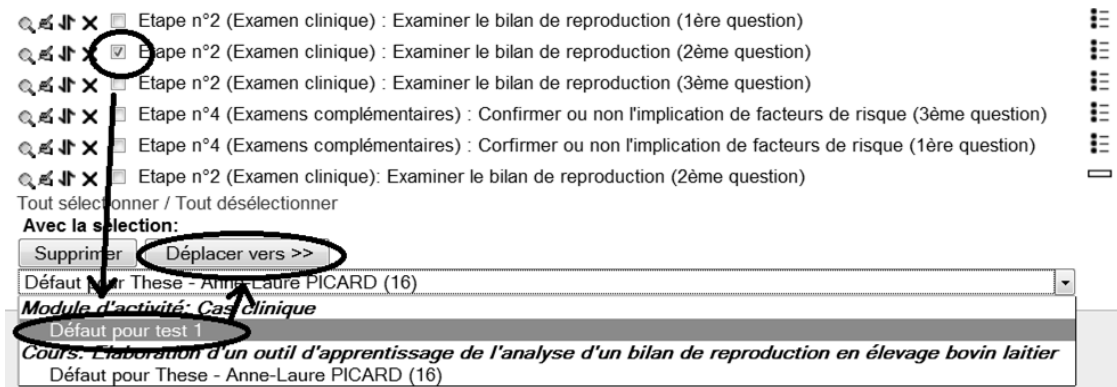 Etape n°2 (Examen clinique) : Examiner le bilan de reproduction (1ère question)
Etape n°2 (Examen clinique) : Examiner le bilan de reproduction (2ème question)
Etape n°2 (Examen clinique) : Examiner le bilan de reproduction (3ème question)
Etape n°4 (Examens complémentaires) : Confirmer ou non l'implication de facteurs de risque (3ème question)
Etape n°4 (Examens complémentaires) : Corfirmer ou non l'implication de facteurs de risque (1ère question)
Etape n°2 (Examen clinique): Examiner le bilan de reproduction (2ème question)
Tout sélectionner / Tout désélectionner
Avec la sélection:
Supprimer Déplacer vers >>
Défaut pour These - Anne-Laure PICARD (16)
Module d'activité: Cas clinique
Défaut pour test 1
Cours: Elaboration d'un outil d'apprentissage de l'analyse d'un bilan de reproduction en élevage bovin laitier
Défaut pour These - Anne-Laure PICARD (16)